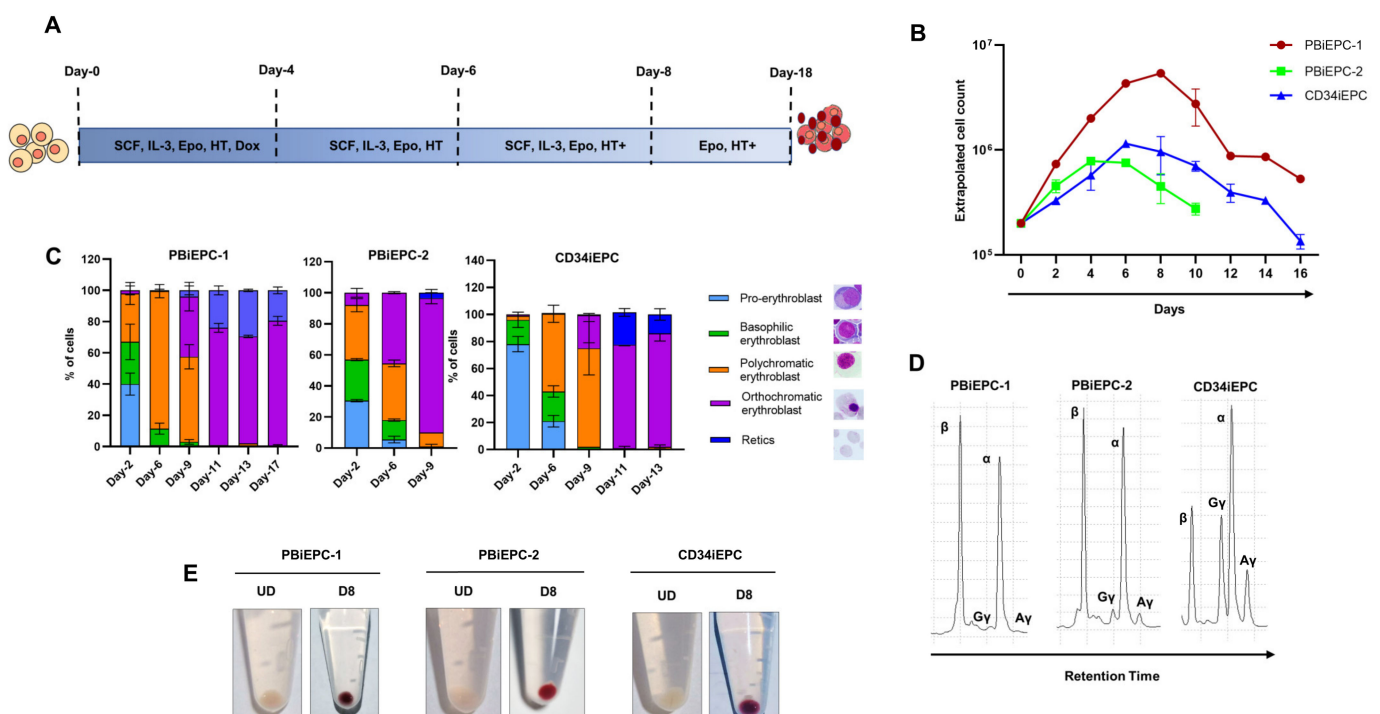 A
Day-0
Day-4
Day-6
Day-8
Day-18
SCF, IL-3, Epo, HT, Dox
SCF, IL-3, Epo, HT
SCF, IL-3, Epo, HT+
Epo, HT+
B
10⁷
10⁶
10⁵
Extrapolated cell count
0 2 4 6 8 10 12 14 16
Days
PBiEPC-1
PBiEPC-2
CD34iEPC
C
PBiEPC-1
120
100
80
60
40
20
0
% of cells
Day-2 Day-6 Day-9 Day-11 Day-13 Day-17
PBiEPC-2
120
100
80
60
40
20
0
Day-2 Day-6 Day-9
CD34iEPC
140
120
100
80
60
40
20
0
% of cells
Day-2 Day-6 Day-9 Day-11 Day-13
Pro-erythroblast
Basophilic
erythroblast
Polychromatic
erythroblast
Orthochromatic
erythroblast
Retics
D
PBiEPC-1
β
α
Gγ
Aγ
PBiEPC-2
β
α
Gγ
Aγ
CD34iEPC
α
β
Gγ
Aγ
Retention Time
E
PBiEPC-1
UD
D8
PBiEPC-2
UD
D8
CD34iEPC
UD
D8